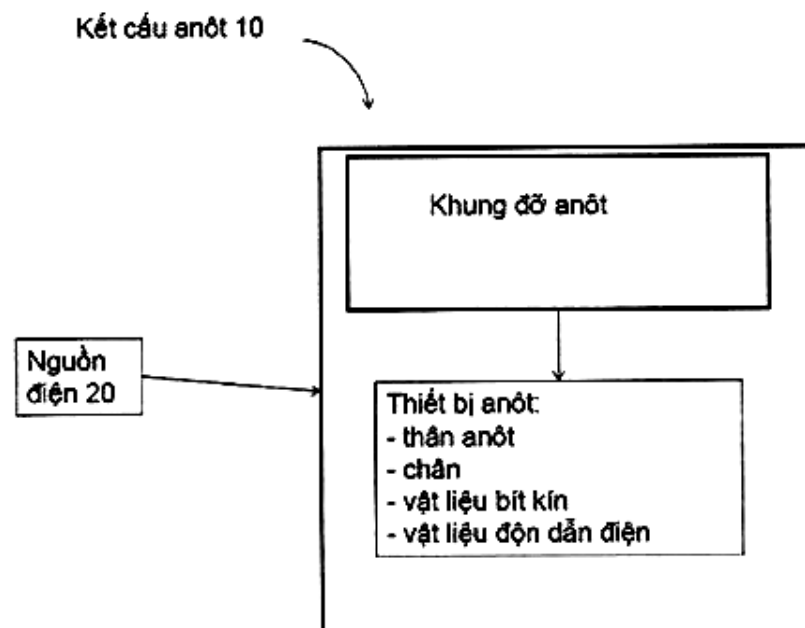 Kết cấu anôt 10
Khung đỡ anôt
Nguồn
điện 20
Thiết bị anôt:
- thân anôt
- chân
- vật liệu bít kín
- vật liệu độn dẫn điện